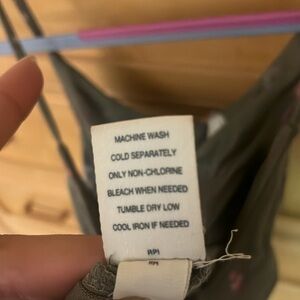 MACHINE WASH
COLD SEPARATELY
ONLY NON-CHLORINE
BLEACH WHEN NEEDED
TUMBLE DRY LOW
COOL IRON IF NEEDED